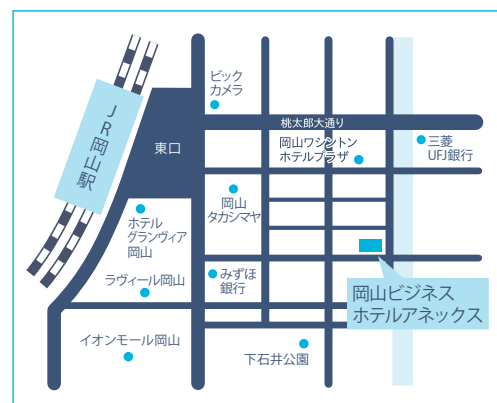 ビック
カメラ
桃太郎大通り
JR岡山駅
東口
岡山ワシントン
ホテルプラザ
三菱
UFJ銀行
岡山
タカシマヤ
ホテル
グランヴィア
岡山
みずほ
銀行
ラヴィール岡山
岡山ビジネス
ホテルアネックス
イオンモール岡山
下石井公園